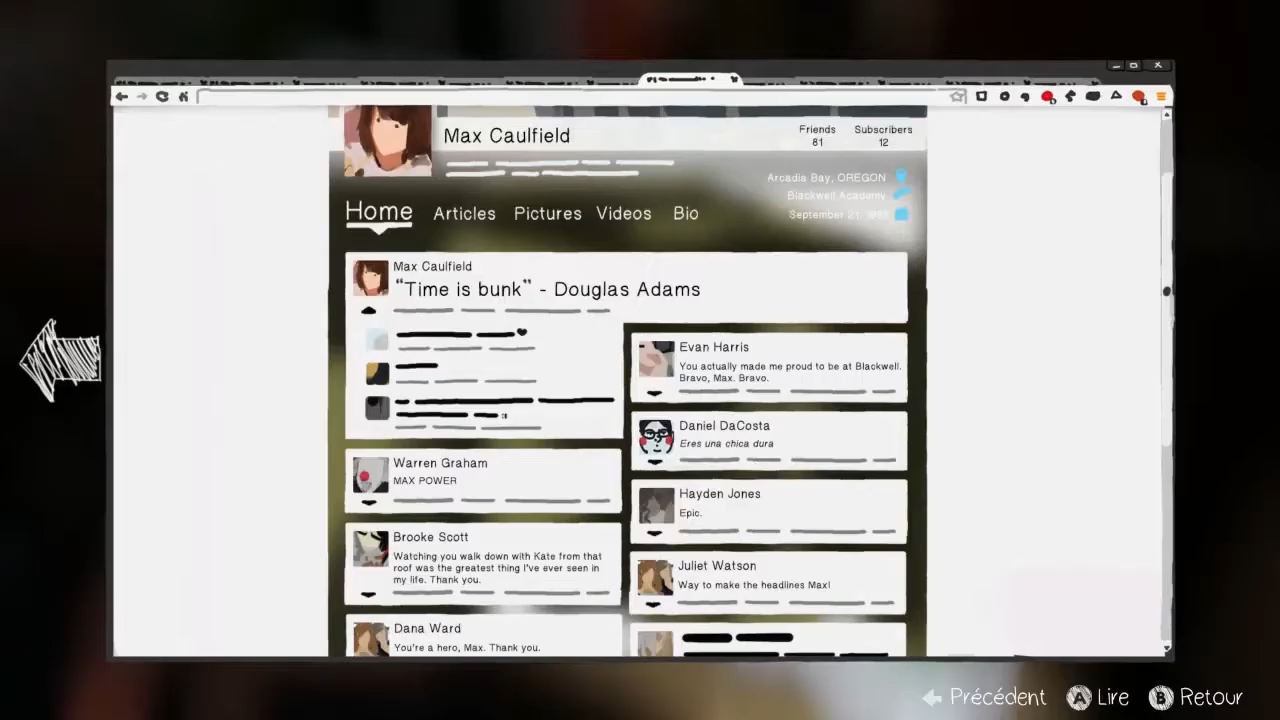 Max Caulfield
Friends
81
Subscribers
12
Arcadia Bay, OREGON
Blackwell Academy
September 21,
Home Articles Pictures Videos Bio
Max Caulfield
“Time is bunk” - Douglas Adams
Warren Graham
MAX POWER
Brooke Scott
Watching you walk down with Kate from that
roof was the greatest thing I've ever seen in
my life. Thank you.
Dana Ward
You're a hero, Max. Thank you.
Evan Harris
You actually made me proud to be at Blackwell.
Bravo, Max. Bravo.
Daniel DaCosta
Eres una chica dura
Hayden Jones
Epic.
Juliet Watson
Way to make the headlines Max!
Précédent A Lire B Retour